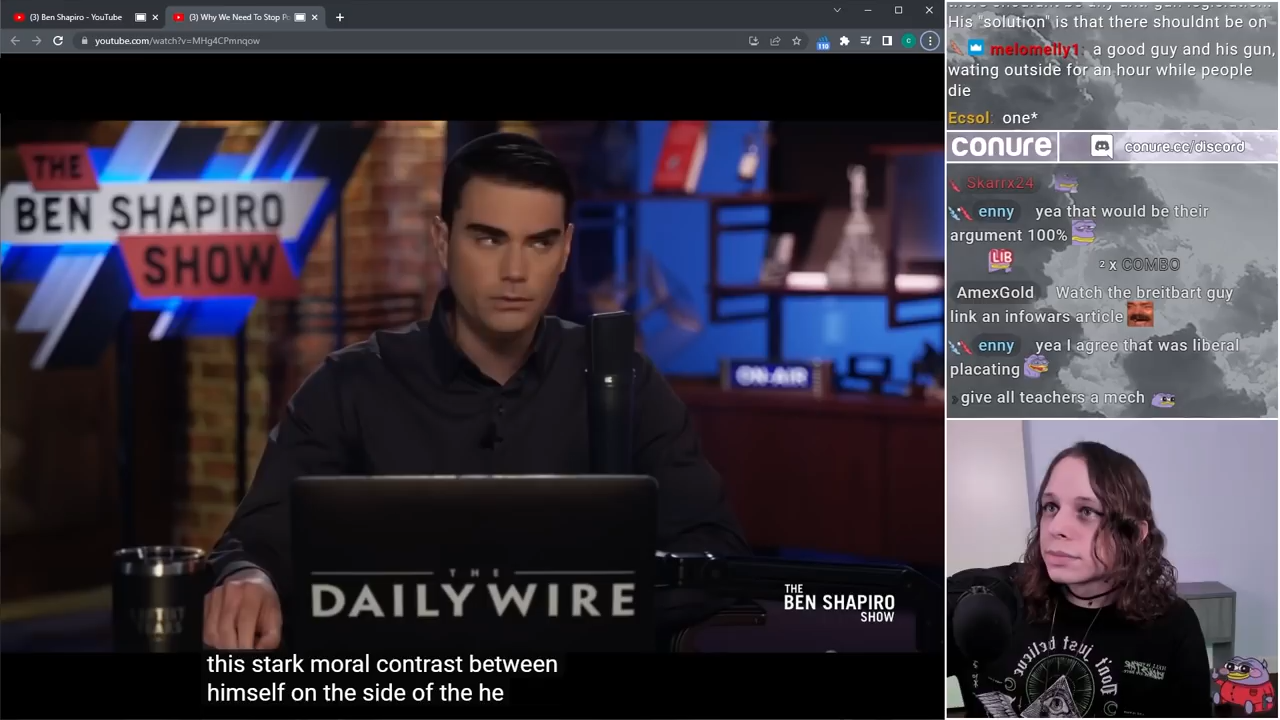 (3) Ben Shapiro - YouTube
(3) Why We Need To Stop Po
youtube.com/watch?v=MHg4CPmnqow
110
c
THE
BEN SHAPIRO
SHOW
ON-AIR
THE
DAILY WIRE
THE
BEN SHAPIRO
SHOW
this stark moral contrast between
himself on the side of the he
His "solution" is that there shouldnt be on
melomelly1: a good guy and his gun,
wating outside for an hour while people
die
Ecsol: one*
conure
conure.cc/discord
Skarrx24
enny yea that would be their
argument 100%
LIB
2 x COMBO
AmexGold Watch the breitbart guy
link an infowars article
enny yea I agree that was liberal
placating
give all teachers a mech
Don't just believe